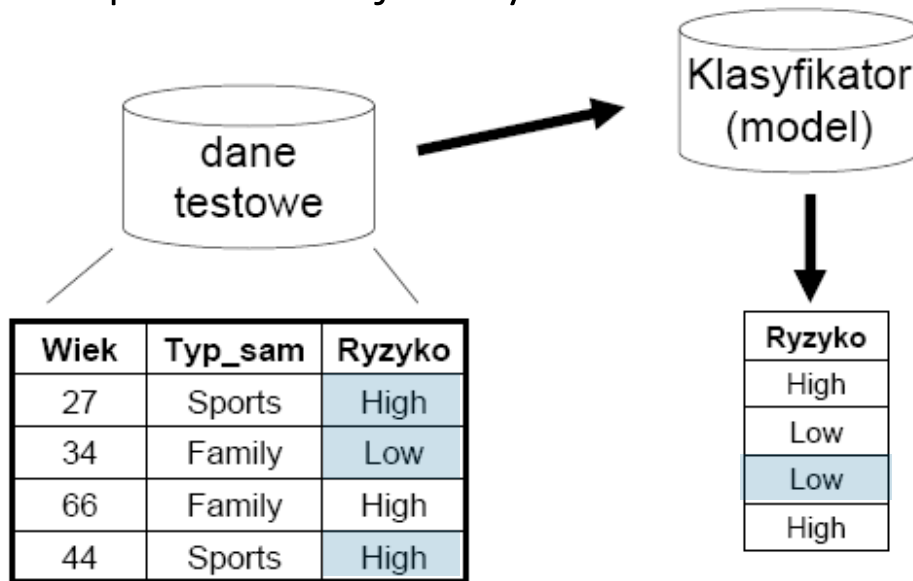 dane
testowe
Klasyfikator
(model)
Wiek Typ_sam Ryzyko
27 Sports High
34 Family Low
66 Family High
44 Sports High
Ryzyko
High
Low
Low
High